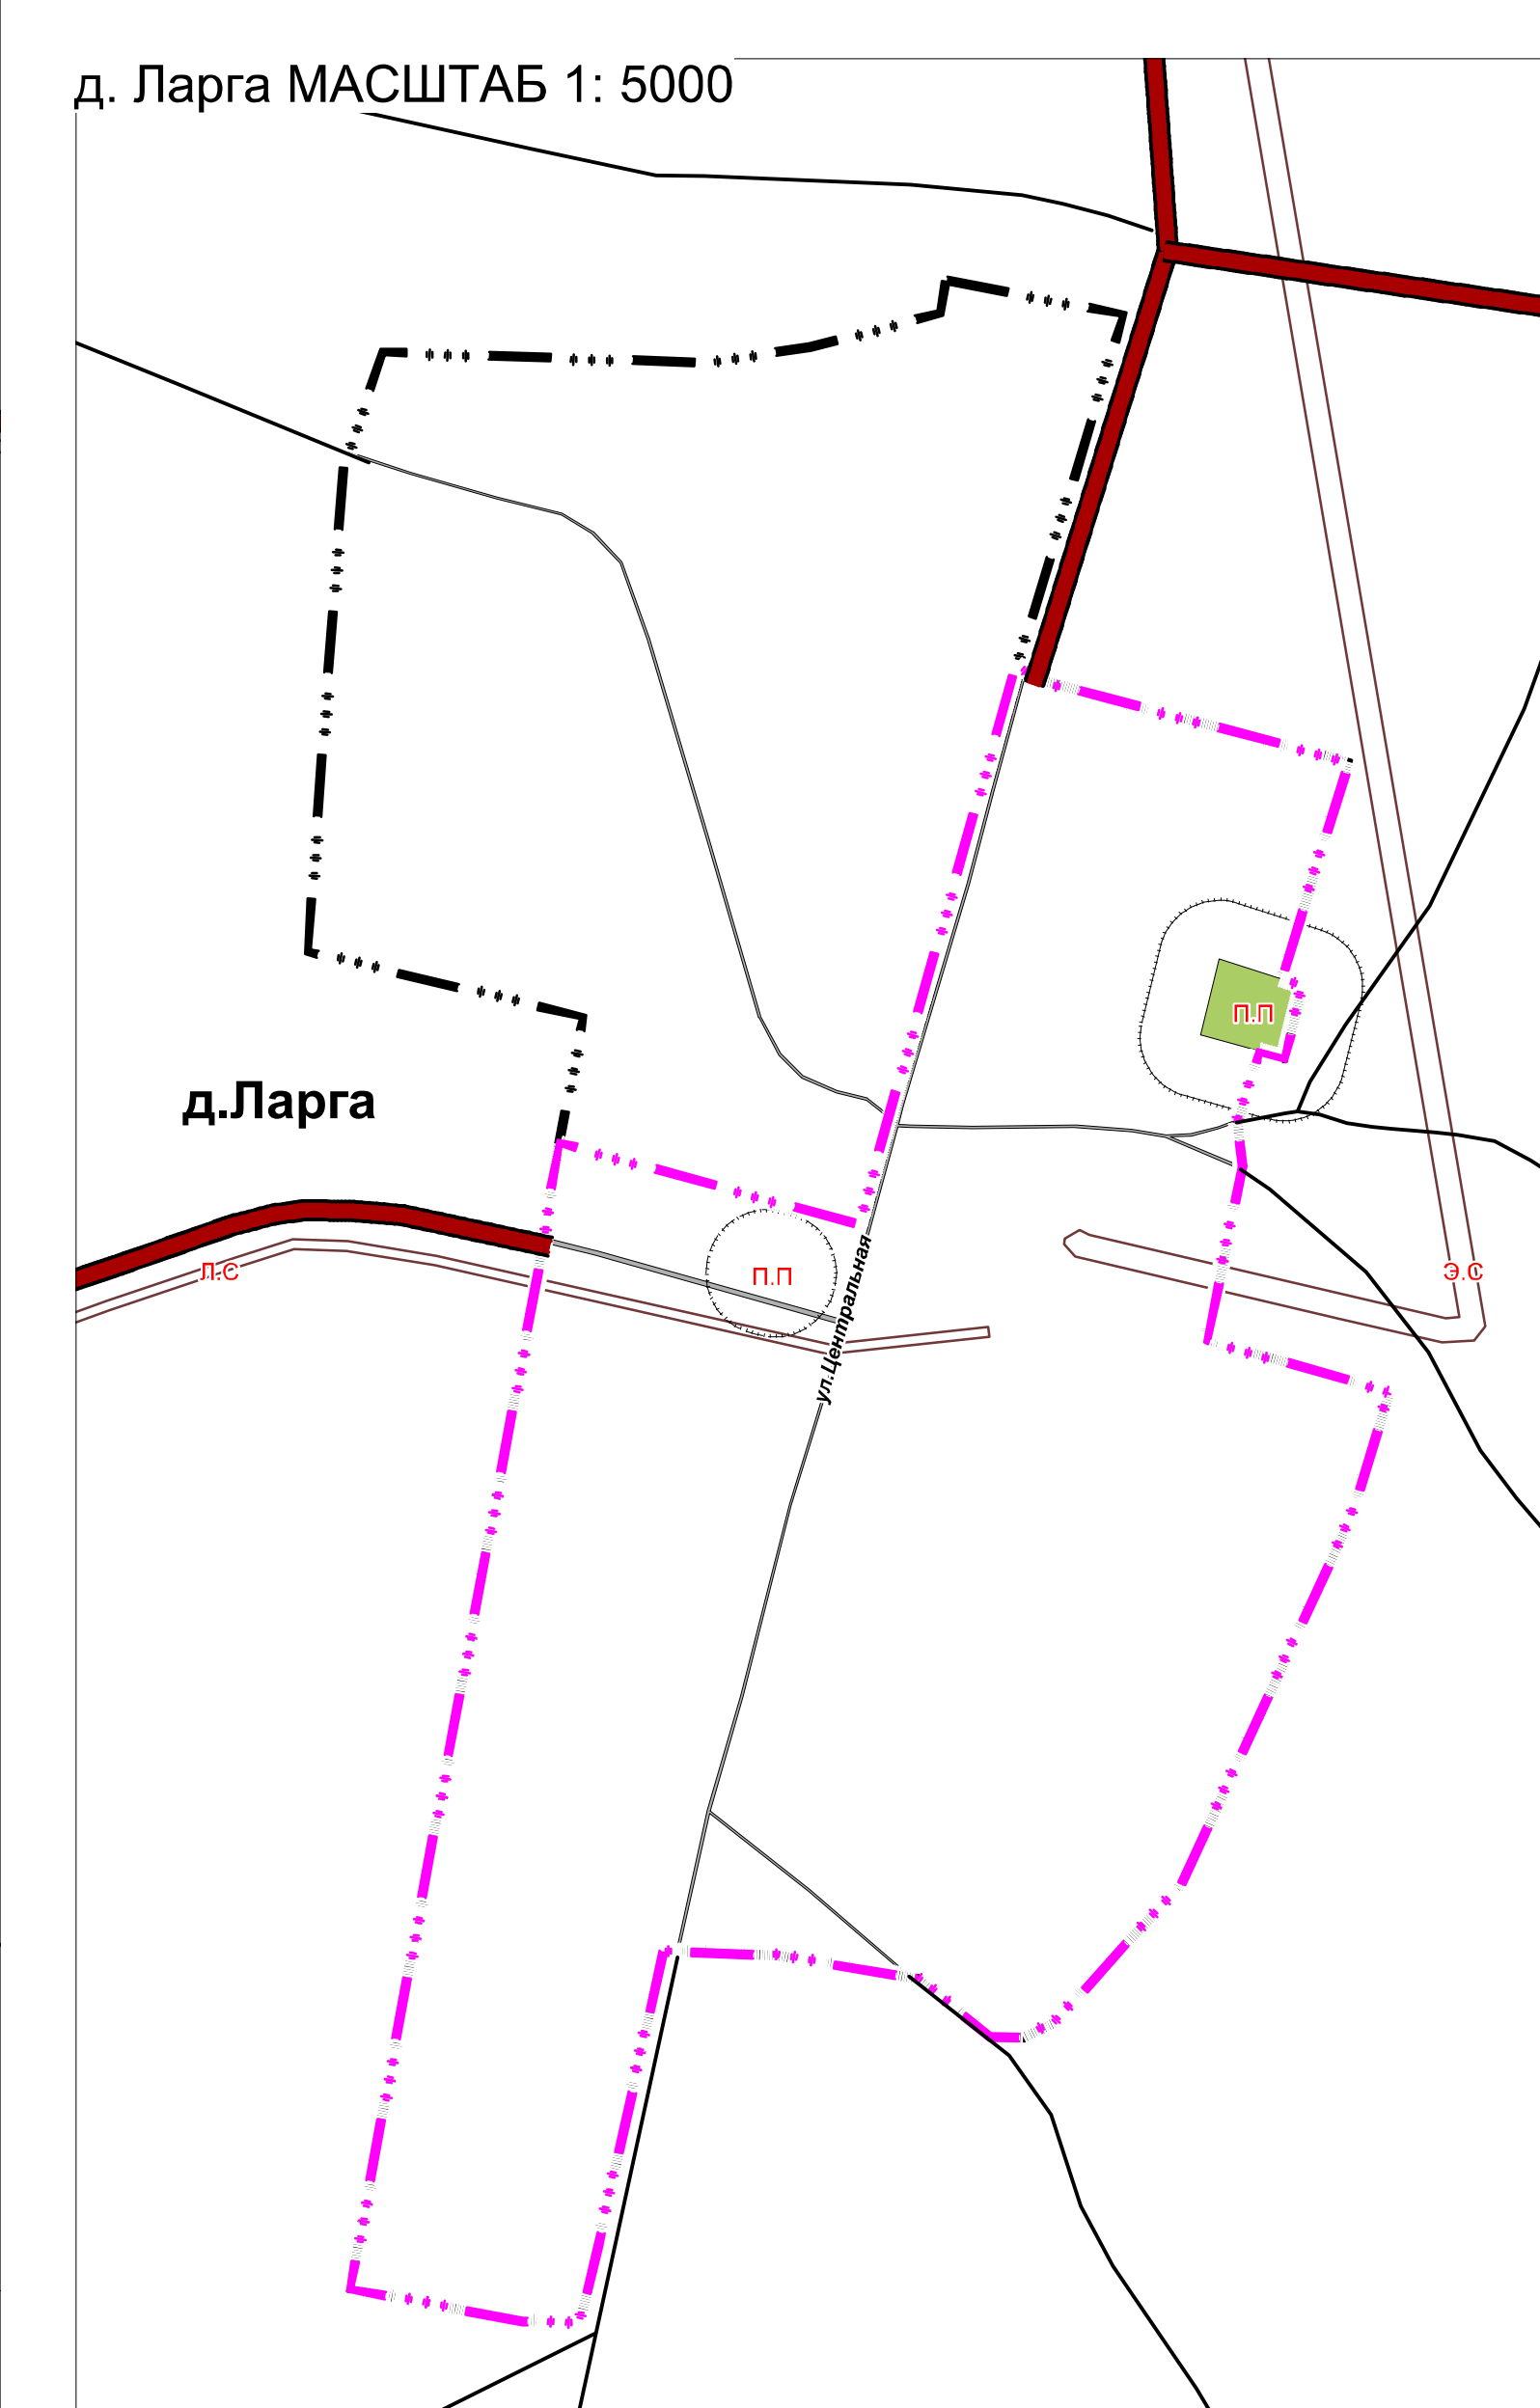 д. Ларга МАСШТАБ 1: 5000
П.П
д.Ларга
Л.С
П.П
ул.Центральная
Э.С